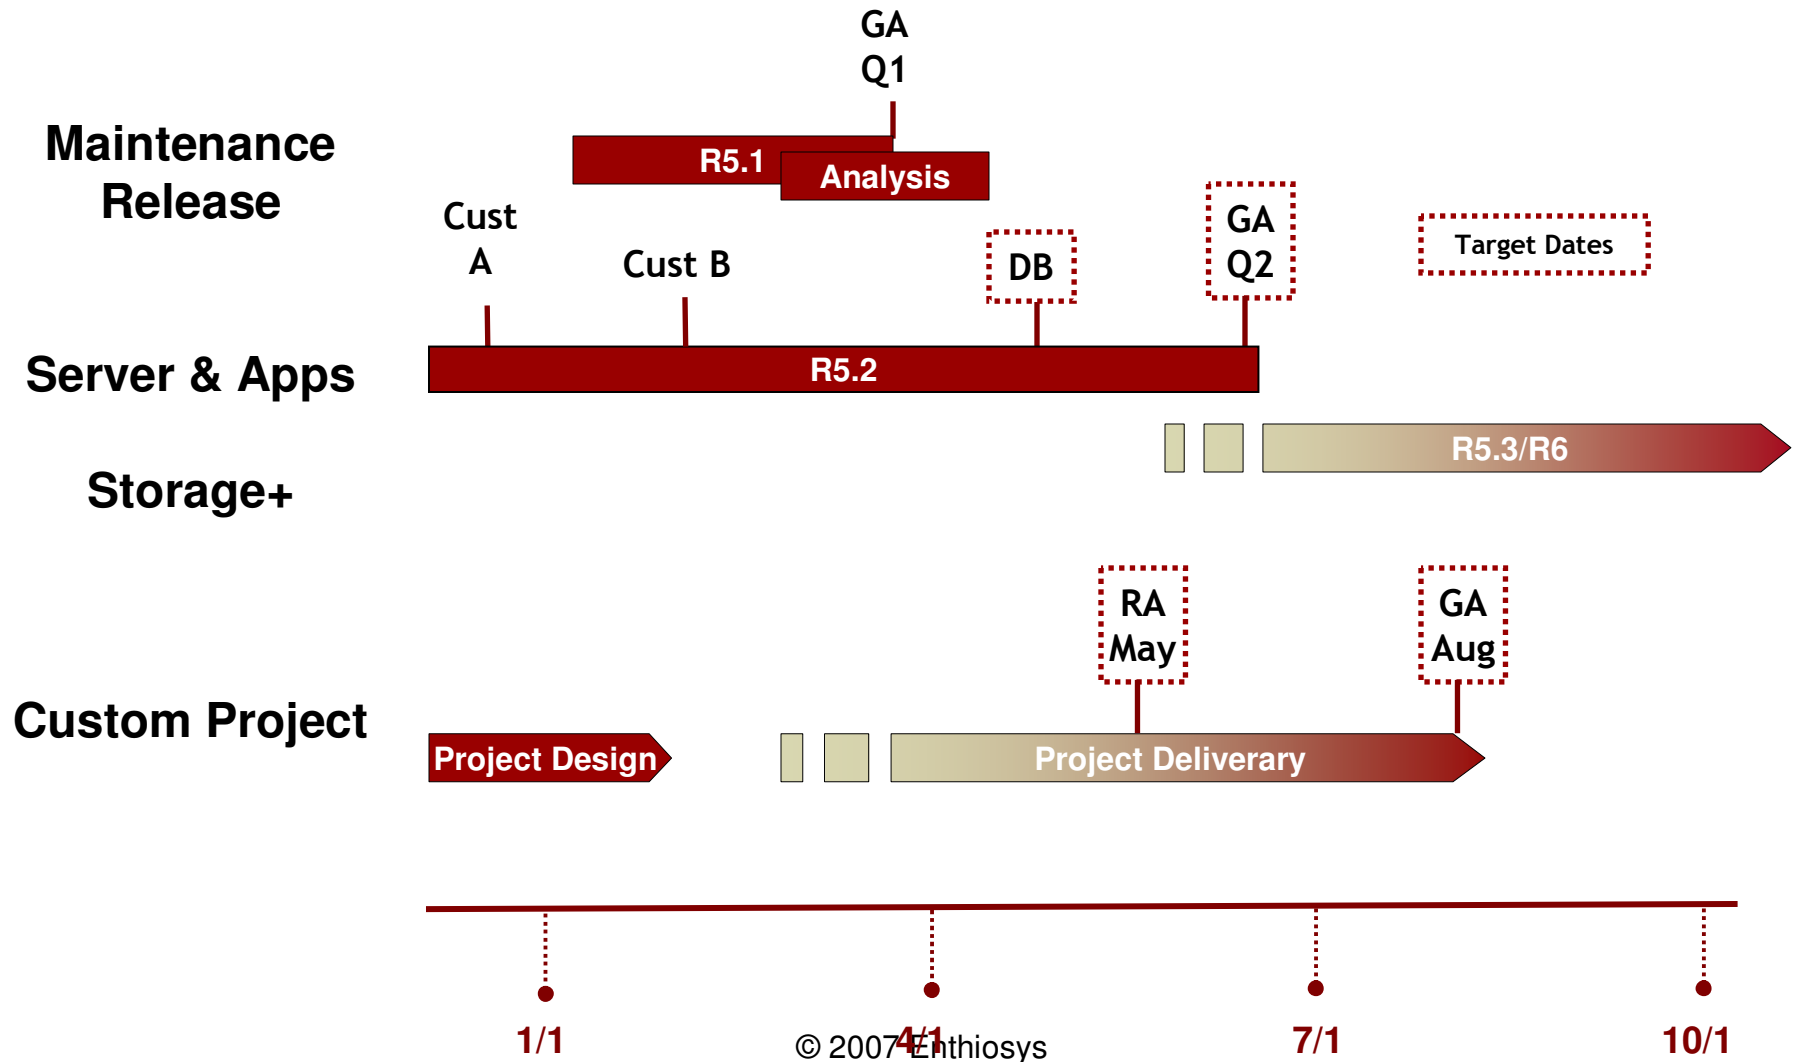 GA
Q1
Maintenance
Release
R5.1
Analysis
Cust
A
Cust B
DB
GA
Q2
Target Dates
Server & Apps
R5.2
R5.3/R6
Storage+
RA
May
GA
Aug
Custom Project
Project Design
Project Deliverary
1/1
4/1
7/1
10/1
© 2007 Enthiosys